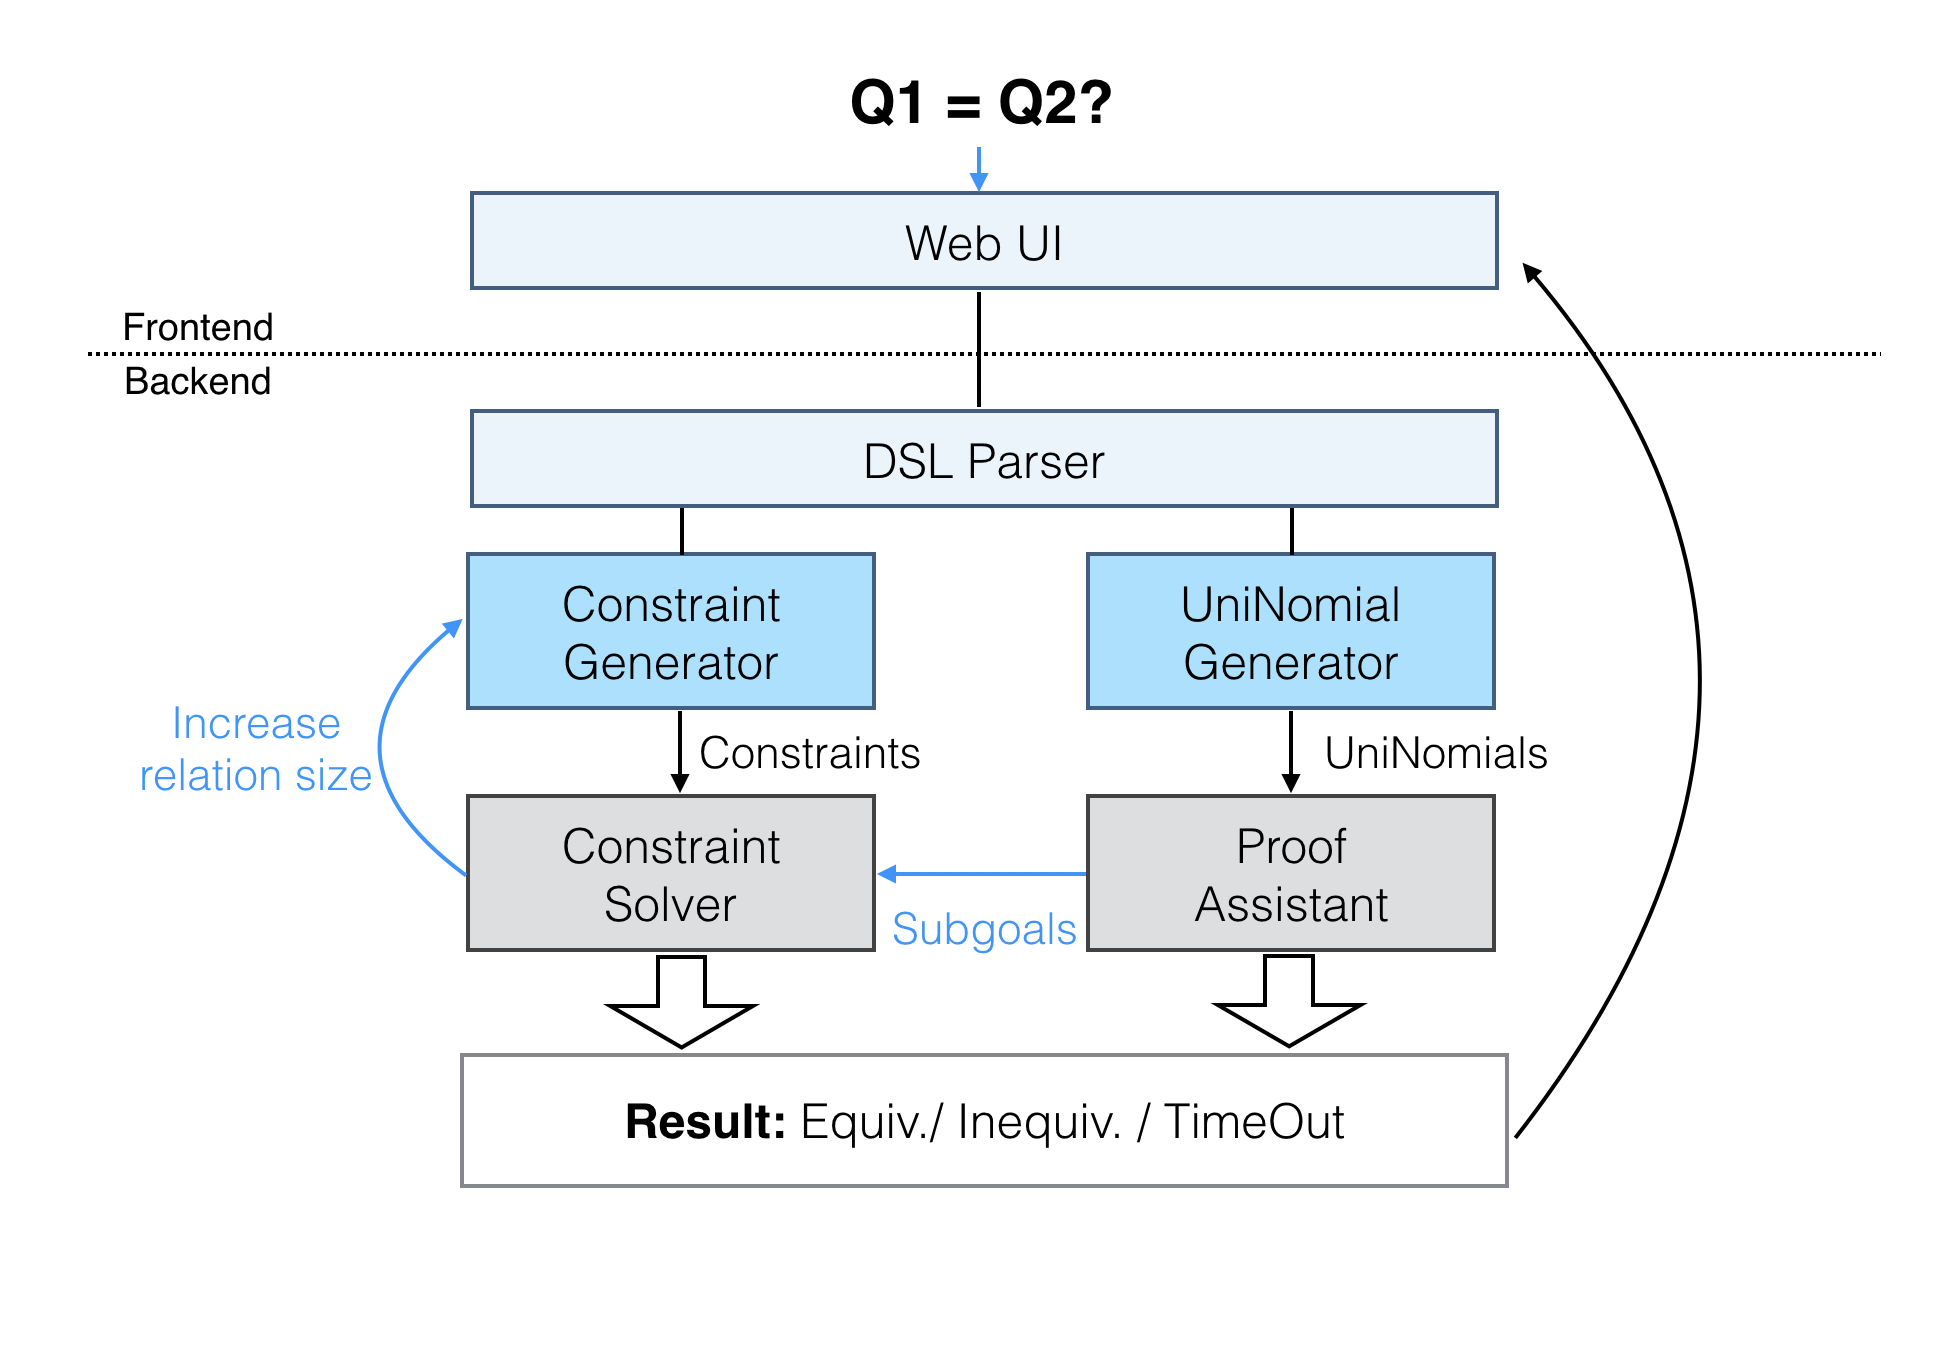 Q1 = Q2?
Web UI
Frontend
Backend
DSL Parser
Constraint
Generator
UniNomial
Generator
Increase
relation size
Constraints
UniNomials
Constraint
Solver
Subgoals
Proof
Assistant
Result: Equiv./ Inequiv. / TimeOut